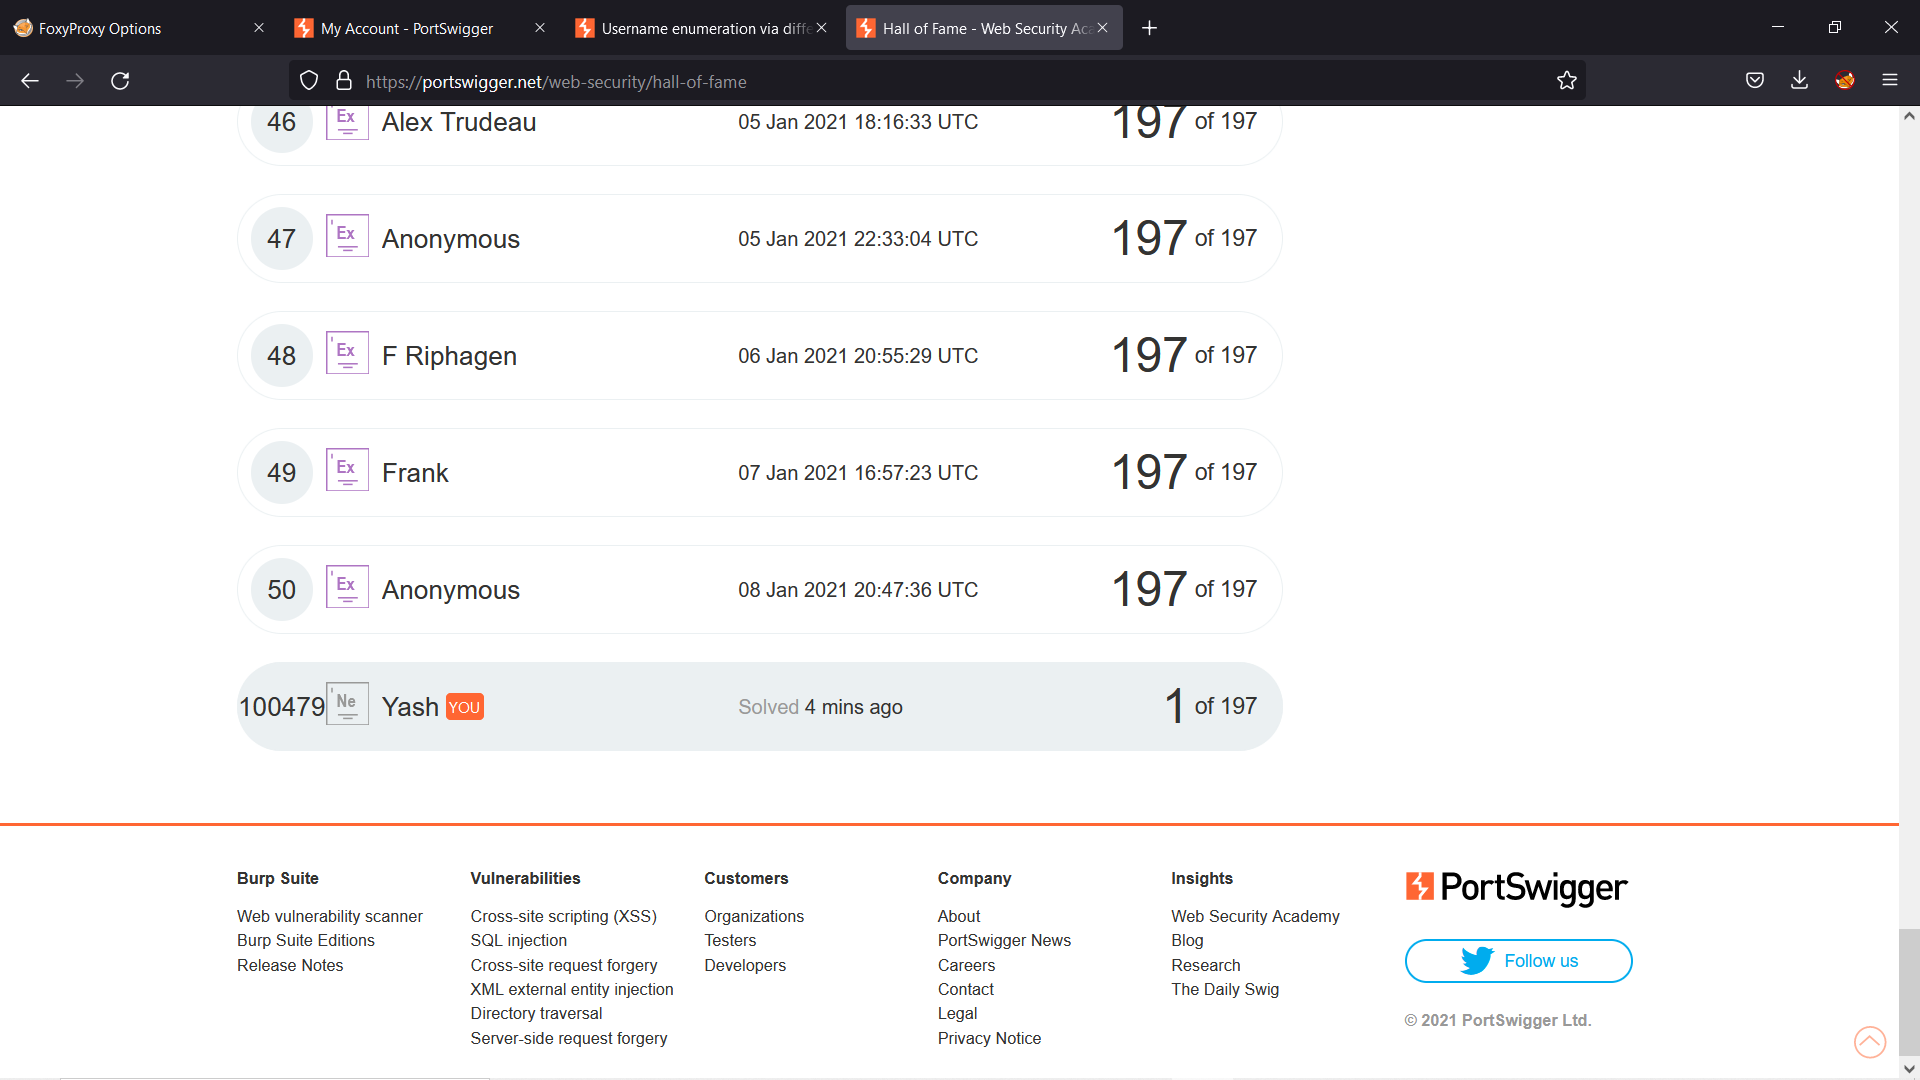 FoxyProxy Options
My Account - PortSwigger
Username enumeration via diffe
Hall of Fame - Web Security Aca
https://portswigger.net/web-security/hall-of-fame
46 Ex Alex Trudeau 05 Jan 2021 18:16:33 UTC 197 of 197
47 Ex Anonymous 05 Jan 2021 22:33:04 UTC 197 of 197
48 Ex F Riphagen 06 Jan 2021 20:55:29 UTC 197 of 197
49 Ex Frank 07 Jan 2021 16:57:23 UTC 197 of 197
50 Ex Anonymous 08 Jan 2021 20:47:36 UTC 197 of 197
100479 Ne Yash YOU Solved 4 mins ago 1 of 197
Burp Suite
Web vulnerability scanner
Burp Suite Editions
Release Notes
Vulnerabilities
Cross-site scripting (XSS)
SQL injection
Cross-site request forgery
XML external entity injection
Directory traversal
Server-side request forgery
Customers
Organizations
Testers
Developers
Company
About
PortSwigger News
Careers
Contact
Legal
Privacy Notice
Insights
Web Security Academy
Blog
Research
The Daily Swig
PortSwigger
Follow us
© 2021 PortSwigger Ltd.